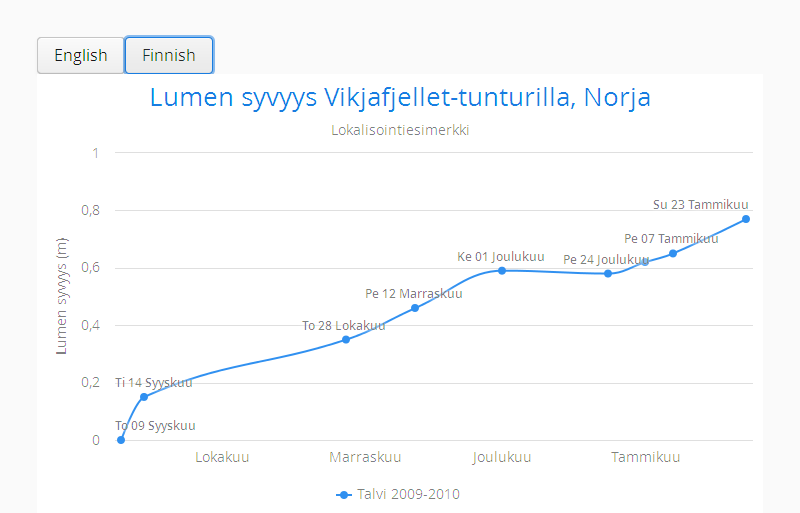 English Finnish
Lumen syvyys Vikjafjellet-tunturilla, Norja
Lokalisointiesimerkki
Lumen syvyys (m)
1
0,8
0,6
0,4
0,2
0
Su 23 Tammikuu
Pe 07 Tammikuu
Ke 01 Joulukuu
Pe 24 Joulukuu
Pe 12 Marraskuu
To 28 Lokakuu
Ti 14 Syyskuu
To 09 Syyskuu
Lokakuu Marraskuu Joulukuu Tammikuu
Talvi 2009-2010